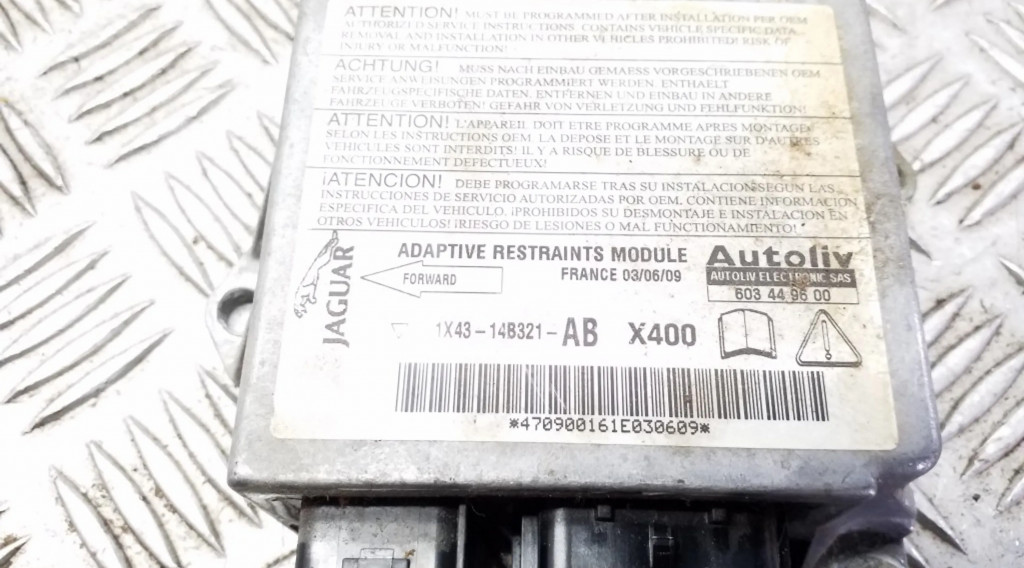 ATTENTION! MUST BE PROGRAMMED AFTER INSTALLATION PER OEM
AUTHORIZED SERVICE INSTRUCTIONS. CONTAINS VEHICLE SPECIFIC DATA.
REMOVAL AND INSTALLATION IN OTHER VEHICLES PROHIBITED! RISK OF
INJURY OR MALFUNCTION!
ACHTUNG! MUSS NACH EINBAU GEMAESS VORGESCHRIEBENEN OEM
SERVICE ANWEISUNGEN PROGRAMMIERT WERDEN. ENTHAELT
FAHRZEUGSPEZIFISCHE DATEN. ENTFERNEN UND EINBAU IN ANDERE
FAHRZEUGE VERBOTEN! GEFAHR VON VERLETZUNG UND FEHLFUNKTION!
ATTENTION! L'APPAREIL DOIT ETRE PROGRAMME APRES MONTAGE
SELON LES INSTRUCTIONS OEM. LA DEPOSE ET LE MONTAGE SUR D'AUTRES
VEHICULES SONT INTERDITS! IL Y A RISQUE DE BLESSURE OU DE
FONCTIONNEMENT DEFECTUEUX!
¡ATENCION! DEBE PROGRAMARSE TRAS SU INSTALACION SEGUN LAS
INSTRUCCIONES DE SERVICIO AUTORIZADAS POR OEM. CONTIENE INFORMACION
ESPECIFICA DEL VEHICULO. ¡PROHIBIDOS SU DESMONTAJE E INSTALACION EN
OTROS VEHICULOS! ¡RIESGO DE LESIONES O MAL FUNCIONAMIENTO!
JAGUAR
ADAPTIVE RESTRAINTS MODULE
FORWARD
FRANCE 03/06/09
Autoliv
AUTOLIV ELECTRONIC SAS
603 44 96 00
1X43-14B321-AB X400
*470900161E030609*